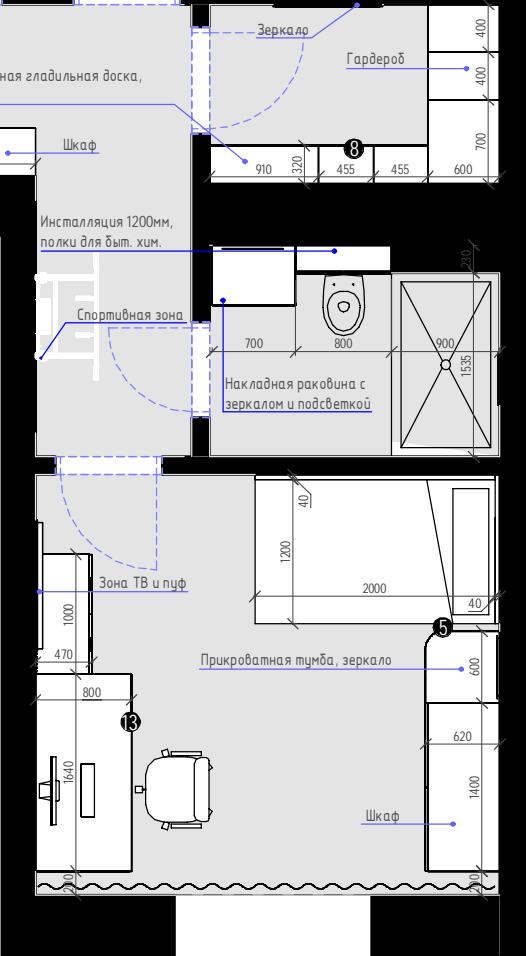 Зеркало
400
Гардероб
400
ная гладильная доска,
Шкаф
8
700
910
320
455
455
600
Инсталляция 1200мм,
полки для быт. хим.
230
Спортивная зона
700
800
900
1535
Накладная раковина с
зеркалом и подсветкой
40
1200
2000
Зона ТВ и пуф
40
1000
5
470
Прикроватная тумба, зеркало
600
800
13
620
1640
1400
Шкаф
200
200